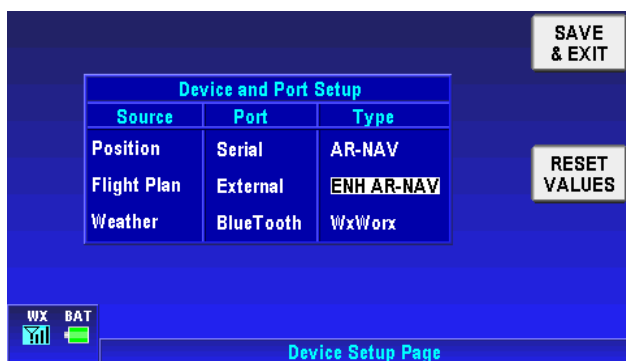 SAVE
& EXIT
Device and Port Setup
Source Port Type
Position Serial AR-NAV
Flight Plan External ENH AR-NAV
Weather BlueTooth WxWorx
RESET
VALUES
WX BAT
Device Setup Page